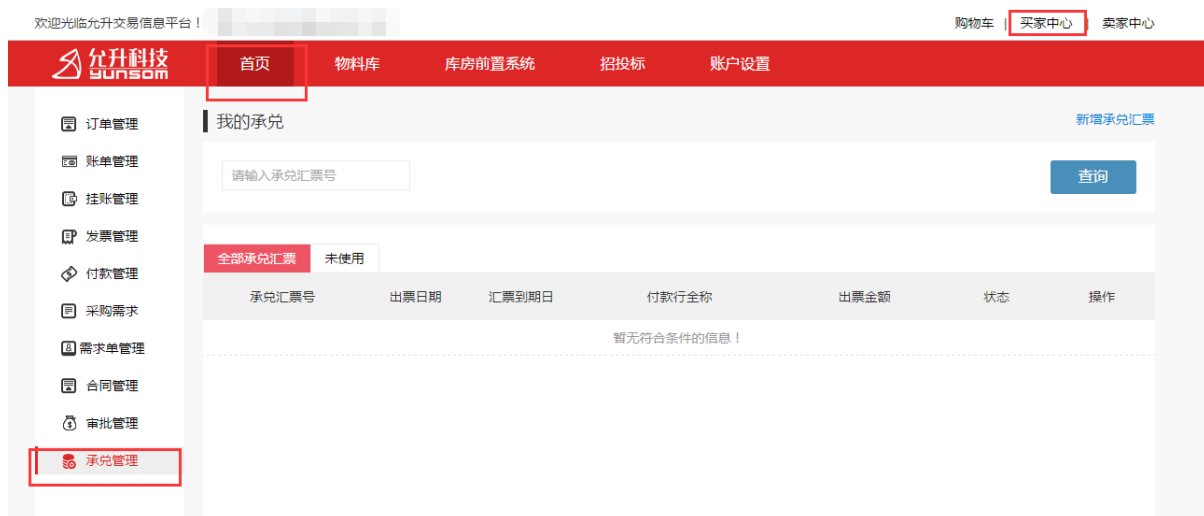 欢迎光临允升交易信息平台！
购物车 | 买家中心 | 卖家中心
允升科技 首页 物料库 库房前置系统 招投标 账户设置
yunsom
订单管理
账单管理
挂账管理
发票管理
付款管理
采购需求
需求单管理
合同管理
审批管理
承兑管理
我的承兑 新增承兑汇票
请输入承兑汇票号 查询
全部承兑汇票 未使用
承兑汇票号 出票日期 汇票到期日 付款行全称 出票金额 状态 操作
暂无符合条件的信息！